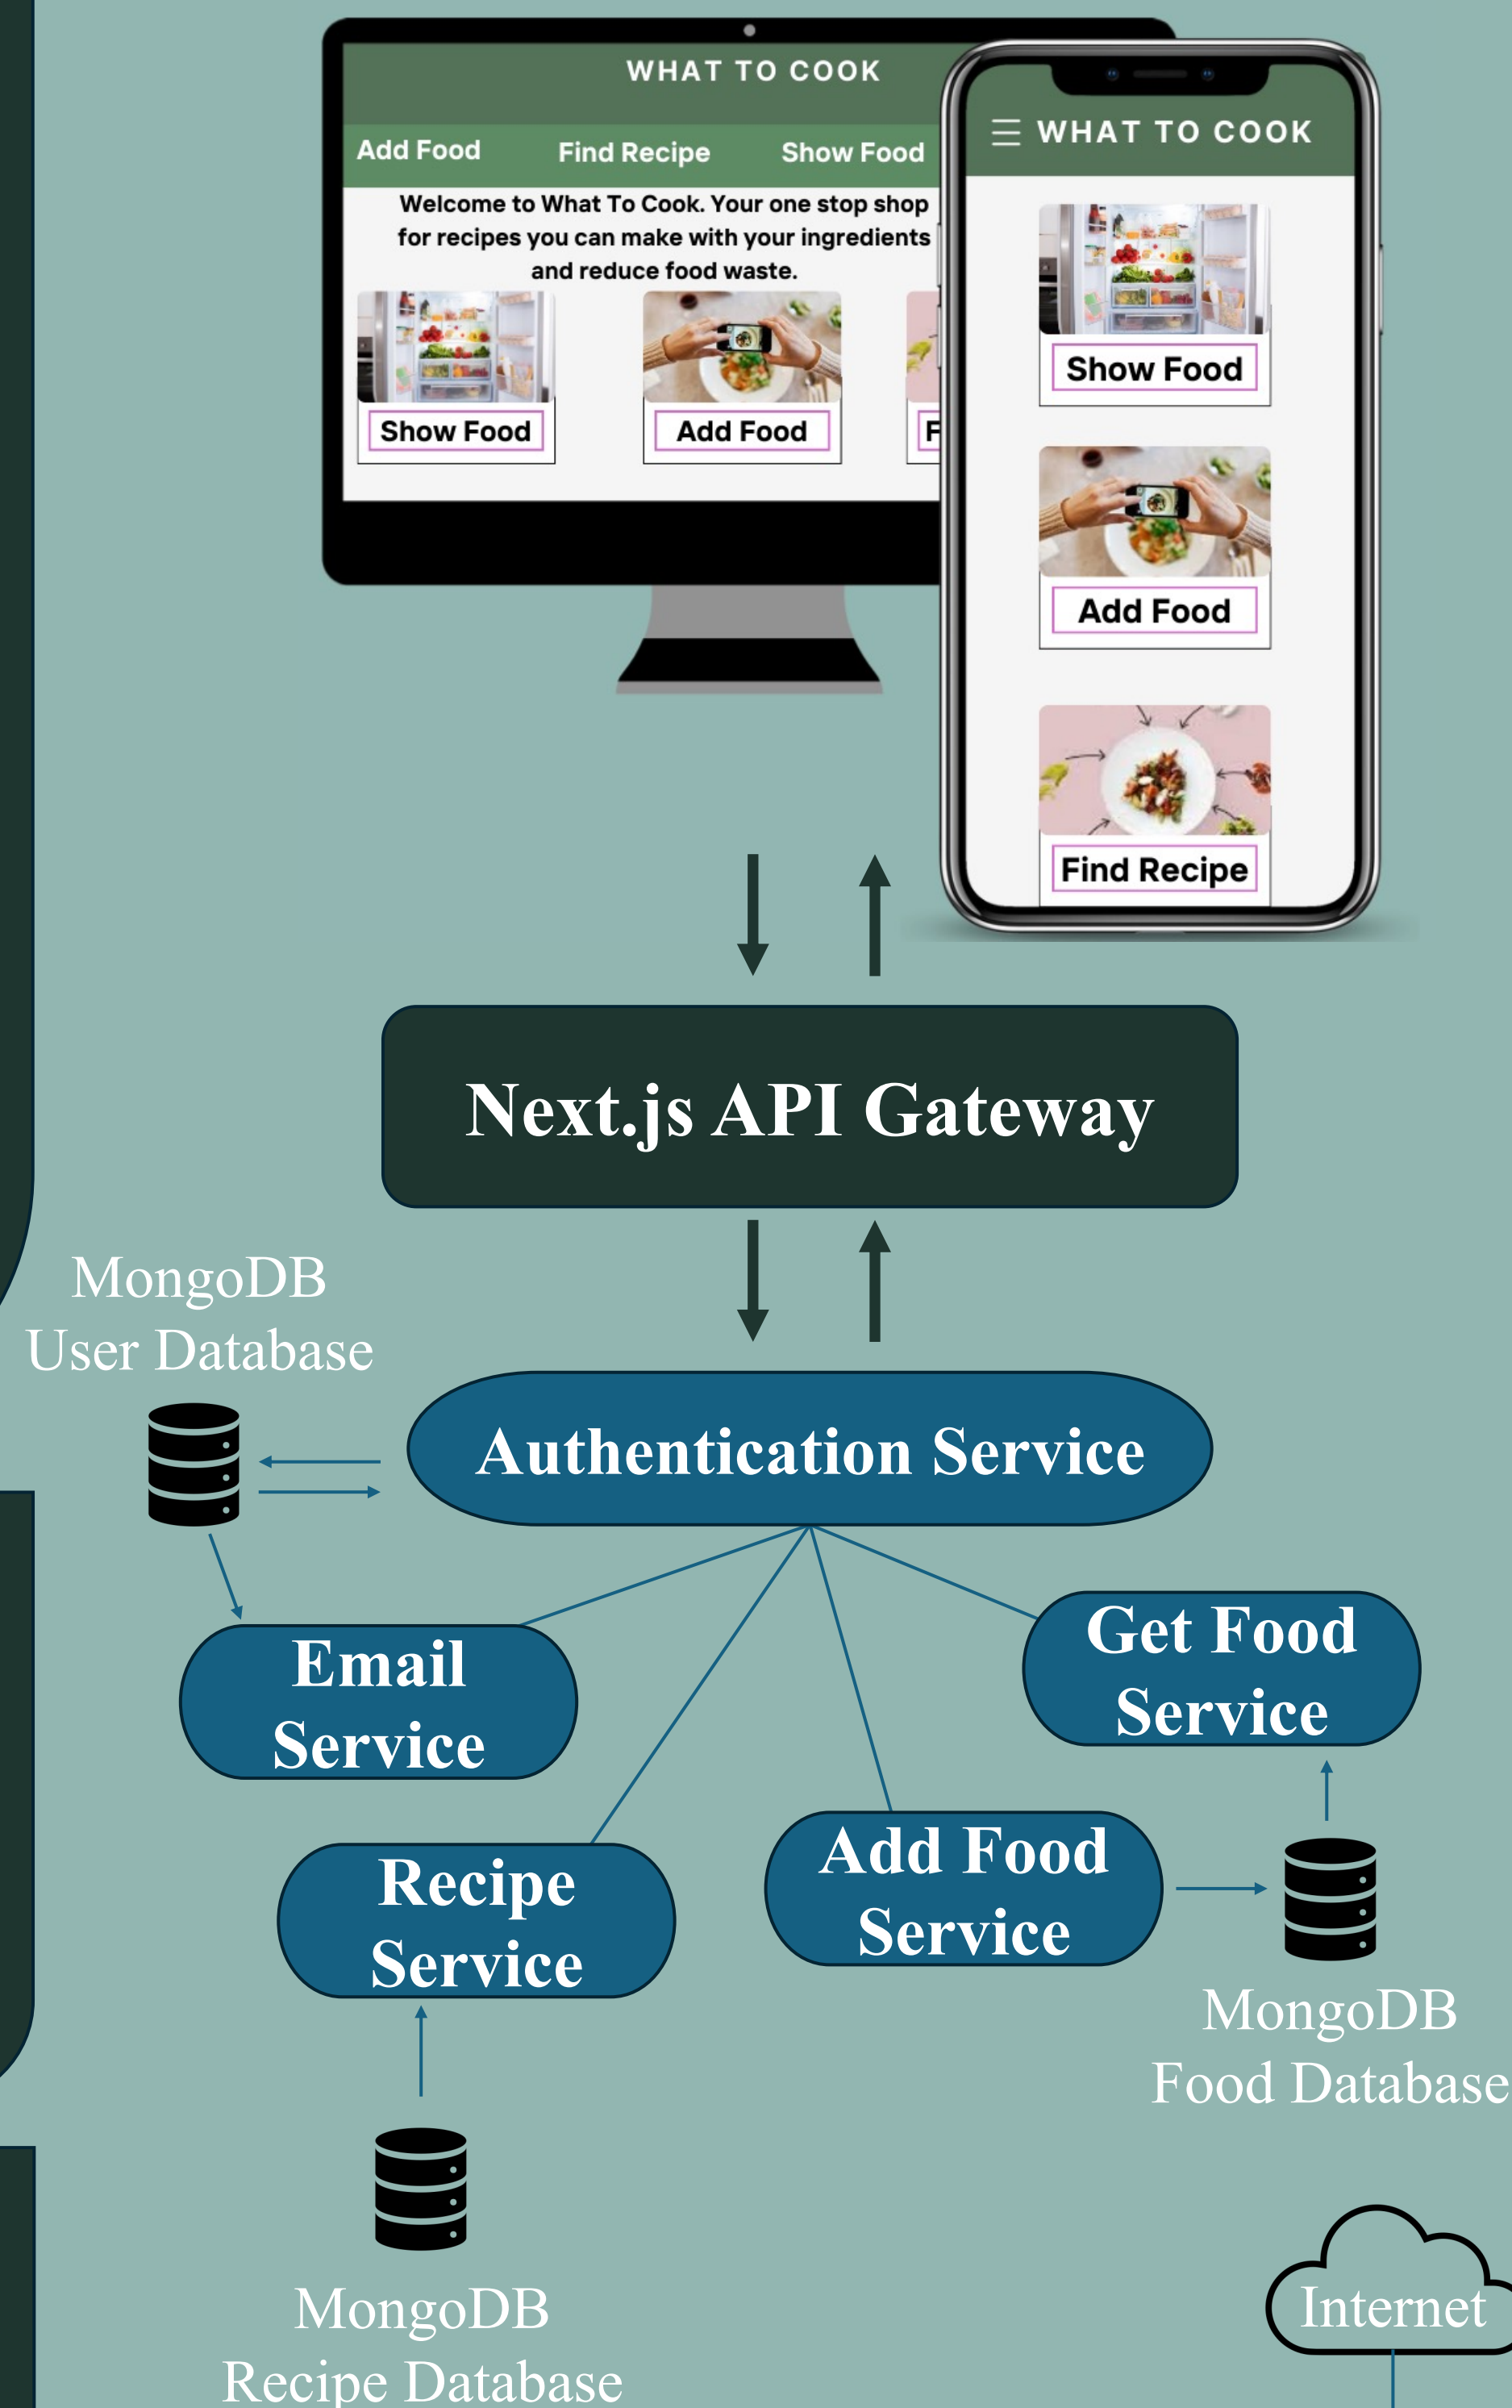 WHAT TO COOK
Add Food Find Recipe Show Food
Welcome to What To Cook. Your one stop shop
for recipes you can make with your ingredients
and reduce food waste.
Show Food
Add Food
F
WHAT TO COOK
Show Food
Add Food
Find Recipe
Next.js API Gateway
MongoDB
User Database
Authentication Service
Email
Service
Get Food
Service
Recipe
Service
Add Food
Service
MongoDB
Food Database
MongoDB
Recipe Database
Internet